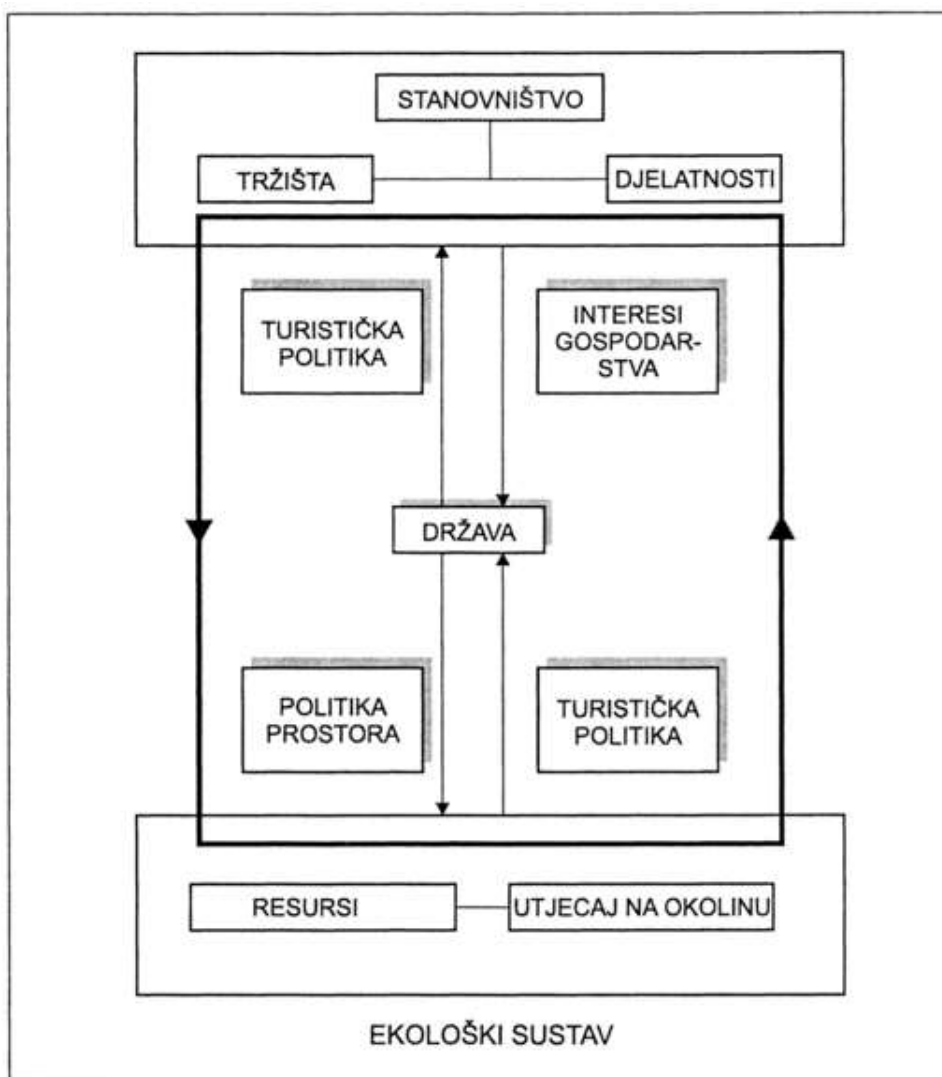 STANOVNIŠTVO
TRŽIŠTA
DJELATNOSTI
TURISTIČKA
POLITIKA
INTERESI
GOSPODAR-
STVA
DRŽAVA
POLITIKA
PROSTORA
TURISTIČKA
POLITIKA
RESURSI
UTJECAJ NA OKOLINU
EKOLOŠKI SUSTAV